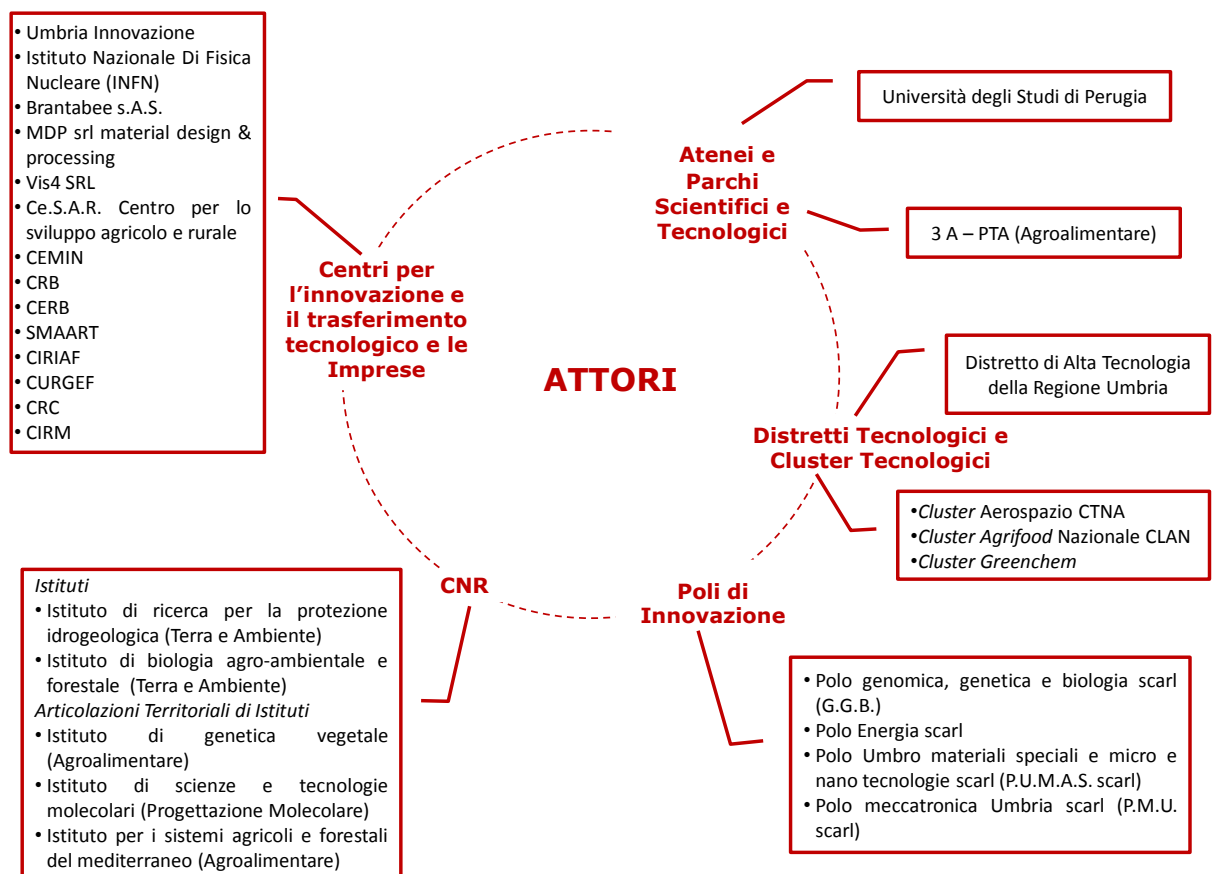 • Umbria Innovazione
• Istituto Nazionale Di Fisica
Nucleare (INFN)
• Brantabee s.A.S.
• MDP srl material design &
processing
• Vis4 SRL
• Ce.S.A.R. Centro per lo
sviluppo agricolo e rurale
• CEMIN
• CRB
• CERB
• SMAART
• CIRIAF
• CURGEF
• CRC
• CIRM
Centri per
l'innovazione e
il trasferimento
tecnologico e le
Imprese
ATTORI
Atenei e
Parchi
Scientifici e
Tecnologici
Università degli Studi di Perugia
3 A – PTA (Agroalimentare)
Distretti Tecnologici e
Cluster Tecnologici
Distretto di Alta Tecnologia
della Regione Umbria
•Cluster Aerospazio CTNA
•Cluster Agrifood Nazionale CLAN
•Cluster Greenchem
Poli di
Innovazione
• Polo genomica, genetica e biologia scarl
(G.G.B.)
• Polo Energia scarl
• Polo Umbro materiali speciali e micro e
nano tecnologie scarl (P.U.M.A.S. scarl)
• Polo meccatronica Umbria scarl (P.M.U.
scarl)
CNR
Istituti
• Istituto di ricerca per la protezione
idrogeologica (Terra e Ambiente)
• Istituto di biologia agro-ambientale e
forestale (Terra e Ambiente)
Articolazioni Territoriali di Istituti
• Istituto di genetica vegetale
(Agroalimentare)
• Istituto di scienze e tecnologie
molecolari (Progettazione Molecolare)
• Istituto per i sistemi agricoli e forestali
del mediterraneo (Agroalimentare)